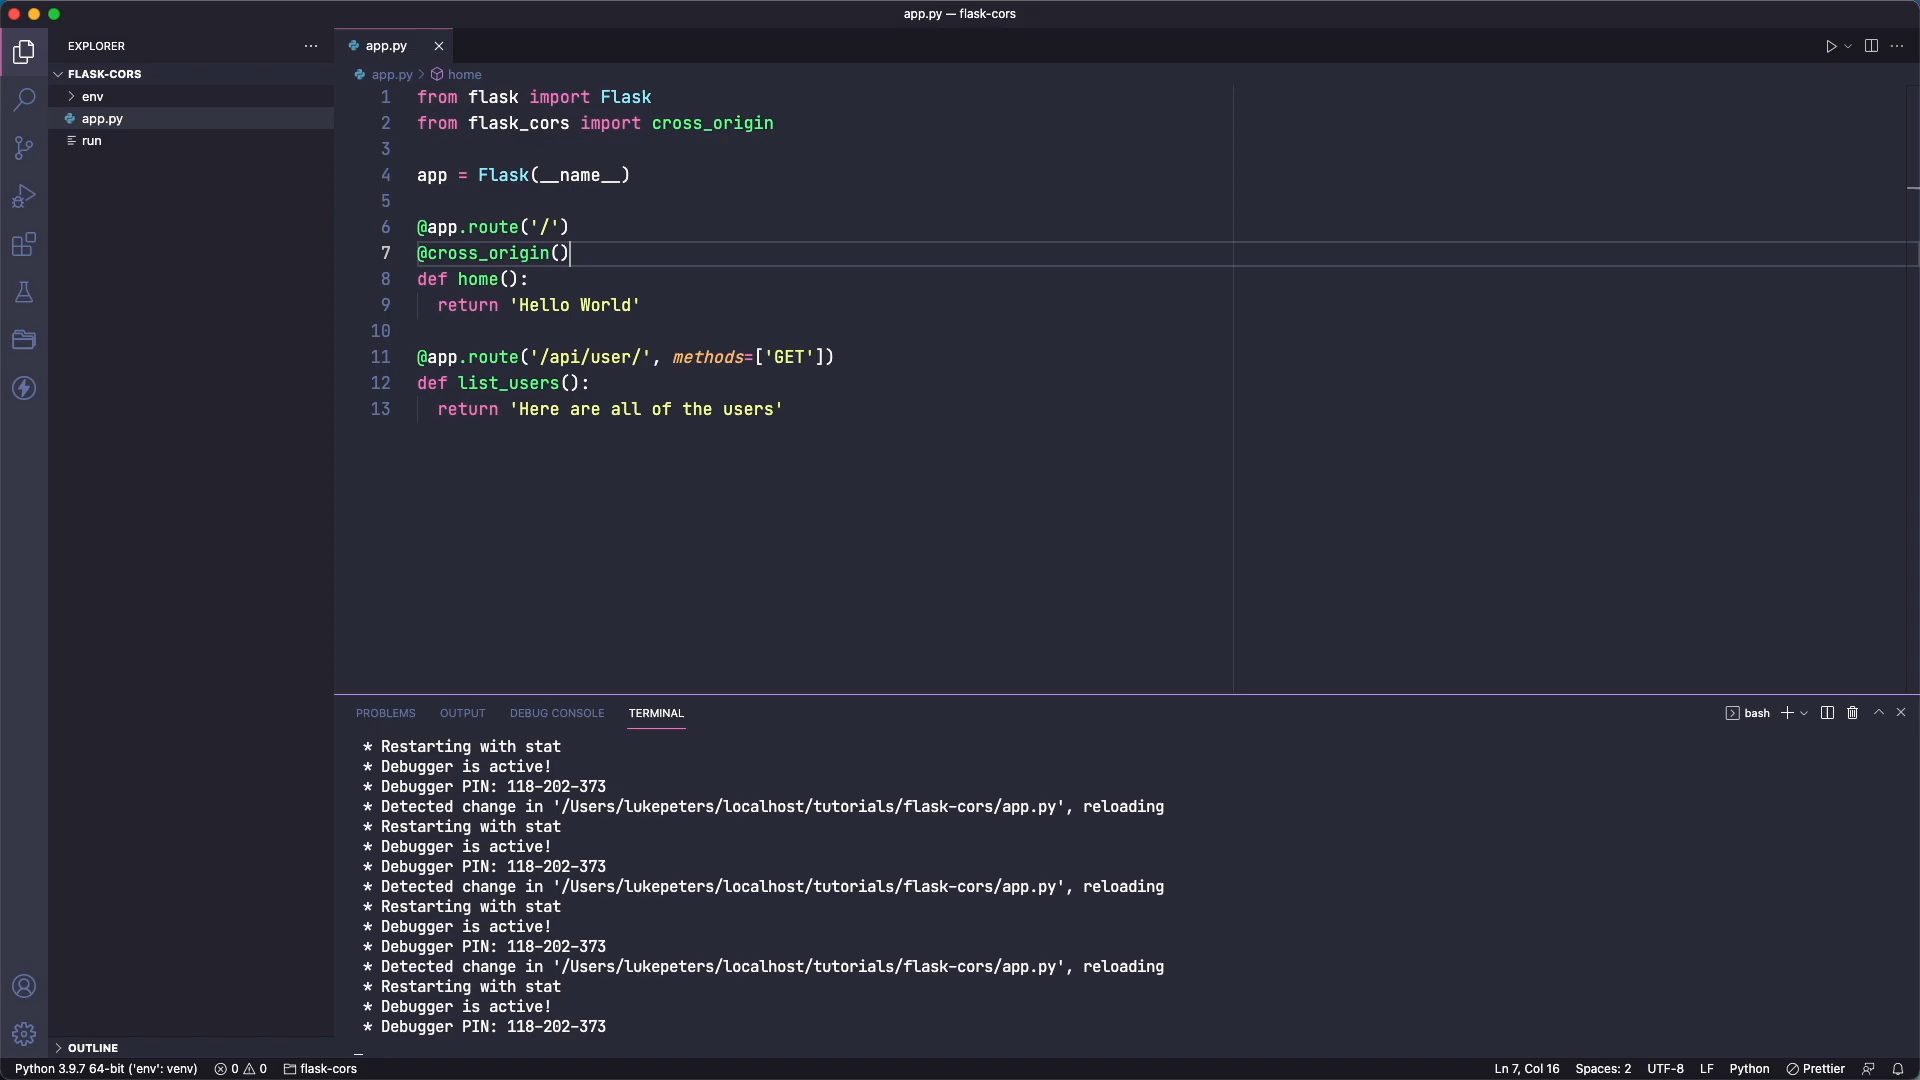 app.py — flask-cors
EXPLORER
FLASK-CORS
env
app.py
run
OUTLINE
app.py
app.py > home
1 from flask import Flask
2 from flask_cors import cross_origin
3
4 app = Flask(__name__)
5
6 @app.route('/')
7 @cross_origin()
8 def home():
9 return 'Hello World'
10
11 @app.route('/api/user/', methods=['GET'])
12 def list_users():
13 return 'Here are all of the users'
PROBLEMS OUTPUT DEBUG CONSOLE TERMINAL
bash
* Restarting with stat
* Debugger is active!
* Debugger PIN: 118-202-373
* Detected change in '/Users/lukepeters/localhost/tutorials/flask-cors/app.py', reloading
* Restarting with stat
* Debugger is active!
* Debugger PIN: 118-202-373
* Detected change in '/Users/lukepeters/localhost/tutorials/flask-cors/app.py', reloading
* Restarting with stat
* Debugger is active!
* Debugger PIN: 118-202-373
* Detected change in '/Users/lukepeters/localhost/tutorials/flask-cors/app.py', reloading
* Restarting with stat
* Debugger is active!
* Debugger PIN: 118-202-373
Python 3.9.7 64-bit ('env': venv) 0 0 flask-cors Ln 7, Col 16 Spaces: 2 UTF-8 LF Python Prettier